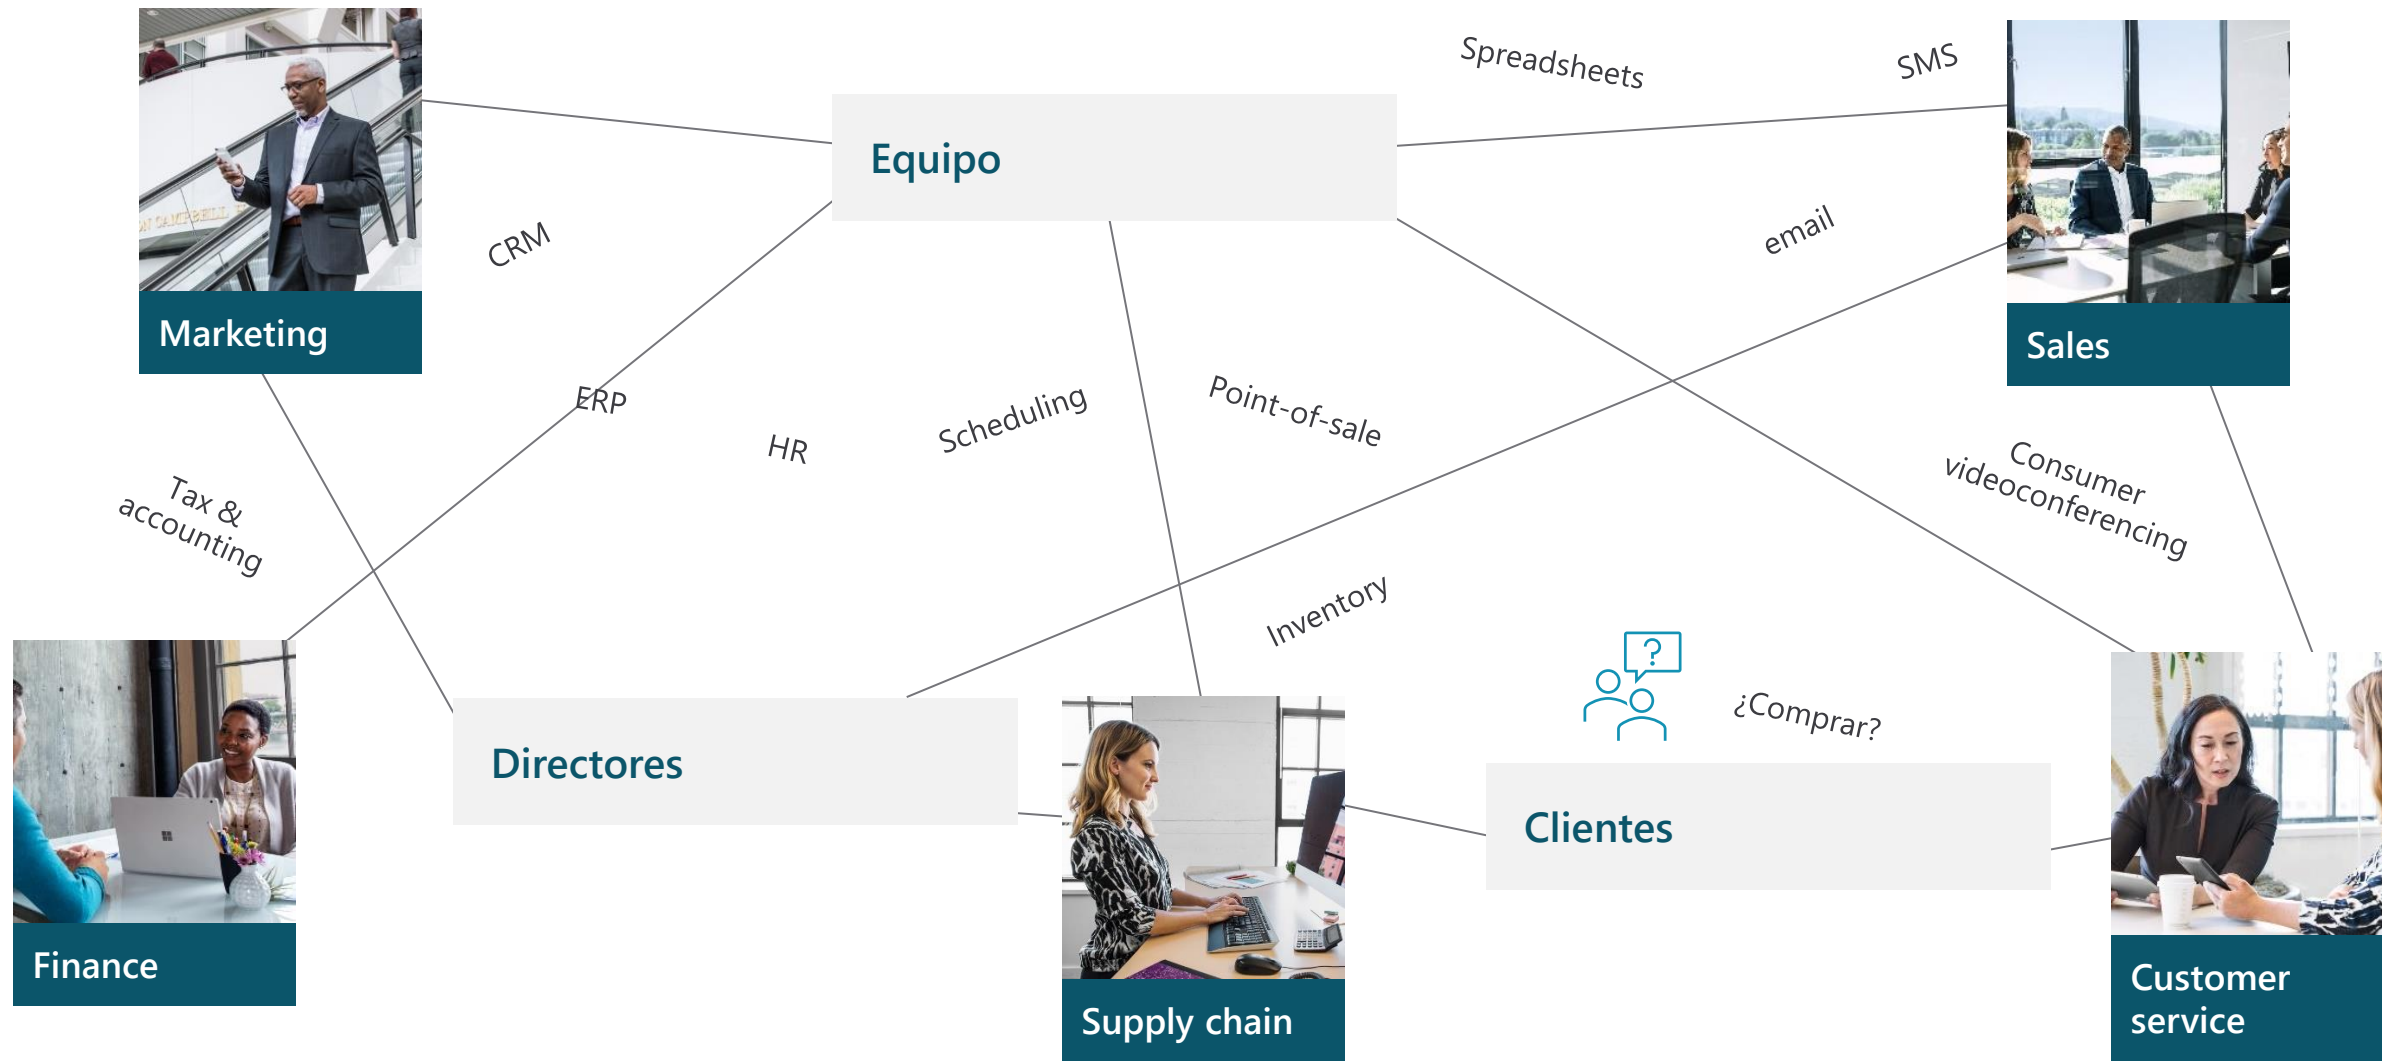 Spreadsheets
SMS
Equipo
CRM
email
Marketing
Sales
ERP
HR
Scheduling
Point-of-sale
Tax &
accounting
Consumer
videoconferencing
Inventory
?
¿Comprar?
Directores
Clientes
Finance
Supply chain
Customer
service